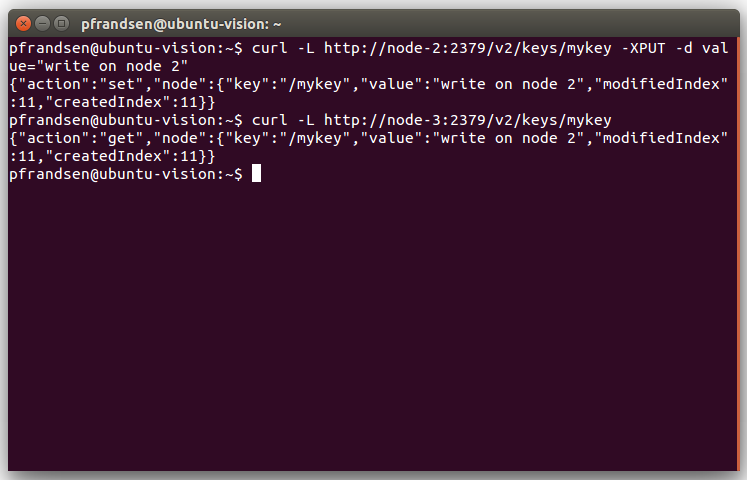 pfrandsen@ubuntu-vision: ~
pfrandsen@ubuntu-vision:~$ curl -L http://node-2:2379/v2/keys/mykey -XPUT -d val
ue="write on node 2"
{"action":"set","node":{"key":"/mykey","value":"write on node 2","modifiedIndex"
:11,"createdIndex":11}}
pfrandsen@ubuntu-vision:~$ curl -L http://node-3:2379/v2/keys/mykey
{"action":"get","node":{"key":"/mykey","value":"write on node 2","modifiedIndex"
:11,"createdIndex":11}}
pfrandsen@ubuntu-vision:~$